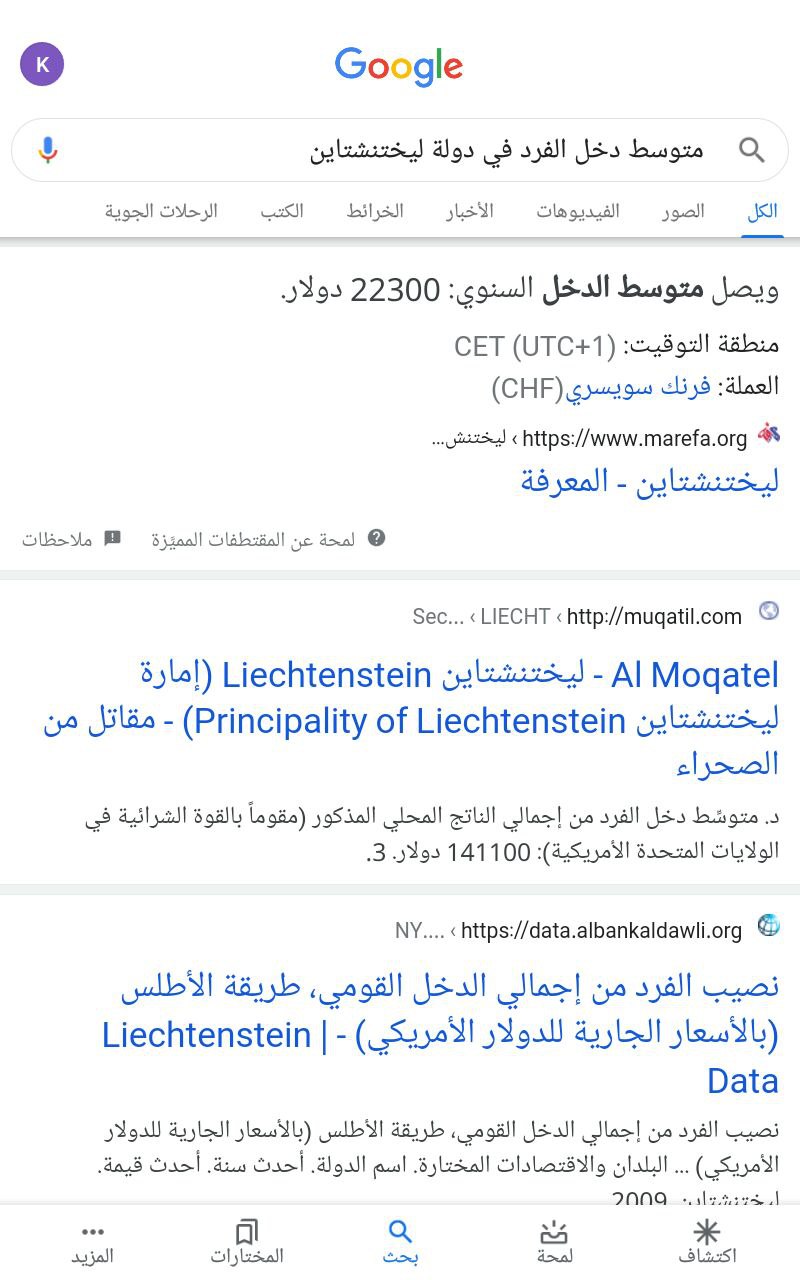 K
Google
متوسط دخل الفرد في دولة ليختنشتاين
الكل الصور الفيديوهات الأخبار الخرائط الكتب الرحلات الجوية
ويصل متوسط الدخل السنوي: 22300 دولار.
منطقة التوقيت: CET (UTC+1)
العملة: فرنك سويسري(CHF)
https://www.marefa.org › ليختنش...
ليختنشتاين - المعرفة
لمحة عن المقتطفات المميَّزة ملاحظات
http://muqatil.com › LIECHT › Sec...
Al Moqatel - ليختنشتاين Liechtenstein (إمارة
ليختنشتاين Principality of Liechtenstein) - مقاتل من
الصحراء
د. متوسِّط دخل الفرد من إجمالي الناتج المحلي المذكور (مقوماً بالقوة الشرائية في
الولايات المتحدة الأمريكية): 141100 دولار. 3.
https://data.albankaldawli.org › NY....
نصيب الفرد من إجمالي الدخل القومي، طريقة الأطلس
(بالأسعار الجارية للدولار الأمريكي) - Liechtenstein |
Data
نصيب الفرد من إجمالي الدخل القومي، طريقة الأطلس (بالأسعار الجارية للدولار
الأمريكي) ... البلدان والاقتصادات المختارة. اسم الدولة. أحدث سنة. أحدث قيمة.
ليختنشتاين. 2009
اكتشاف لمحة بحث المختارات المزيد